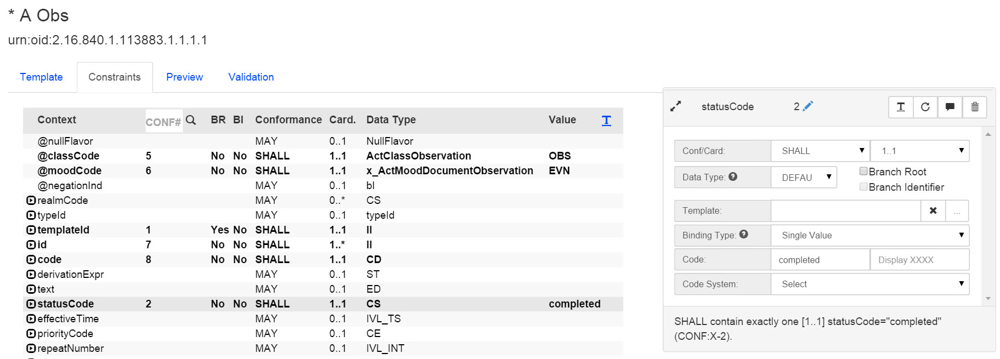 * A Obs
urn:oid:2.16.840.1.113883.1.1.1.1
Template Constraints Preview Validation
Context CONF# BR BI Conformance Card. Data Type Value T
@nullFlavor MAY 0..1 NullFlavor
@classCode 5 No No SHALL 1..1 ActClassObservation OBS
@moodCode 6 No No SHALL 1..1 x_ActMoodDocumentObservation EVN
@negationInd MAY 0..1 bl
realmCode MAY 0..* CS
typeId MAY 0..1 typeId
templateId 1 Yes No SHALL 1..1 II
id 7 No No SHALL 1..* II
code 8 No No SHALL 1..1 CD
derivationExpr MAY 0..1 ST
text MAY 0..1 ED
statusCode 2 No No SHALL 1..1 CS completed
effectiveTime MAY 0..1 IVL_TS
priorityCode MAY 0..1 CE
repeatNumber MAY 0..1 IVL_INT
statusCode 2
Conf/Card: SHALL 1..1
Data Type: DEFAU
Branch Root
Branch Identifier
Template: ...
Binding Type: Single Value
Code: completed Display XXXX
Code System: Select
SHALL contain exactly one [1..1] statusCode="completed"
(CONF:X-2).